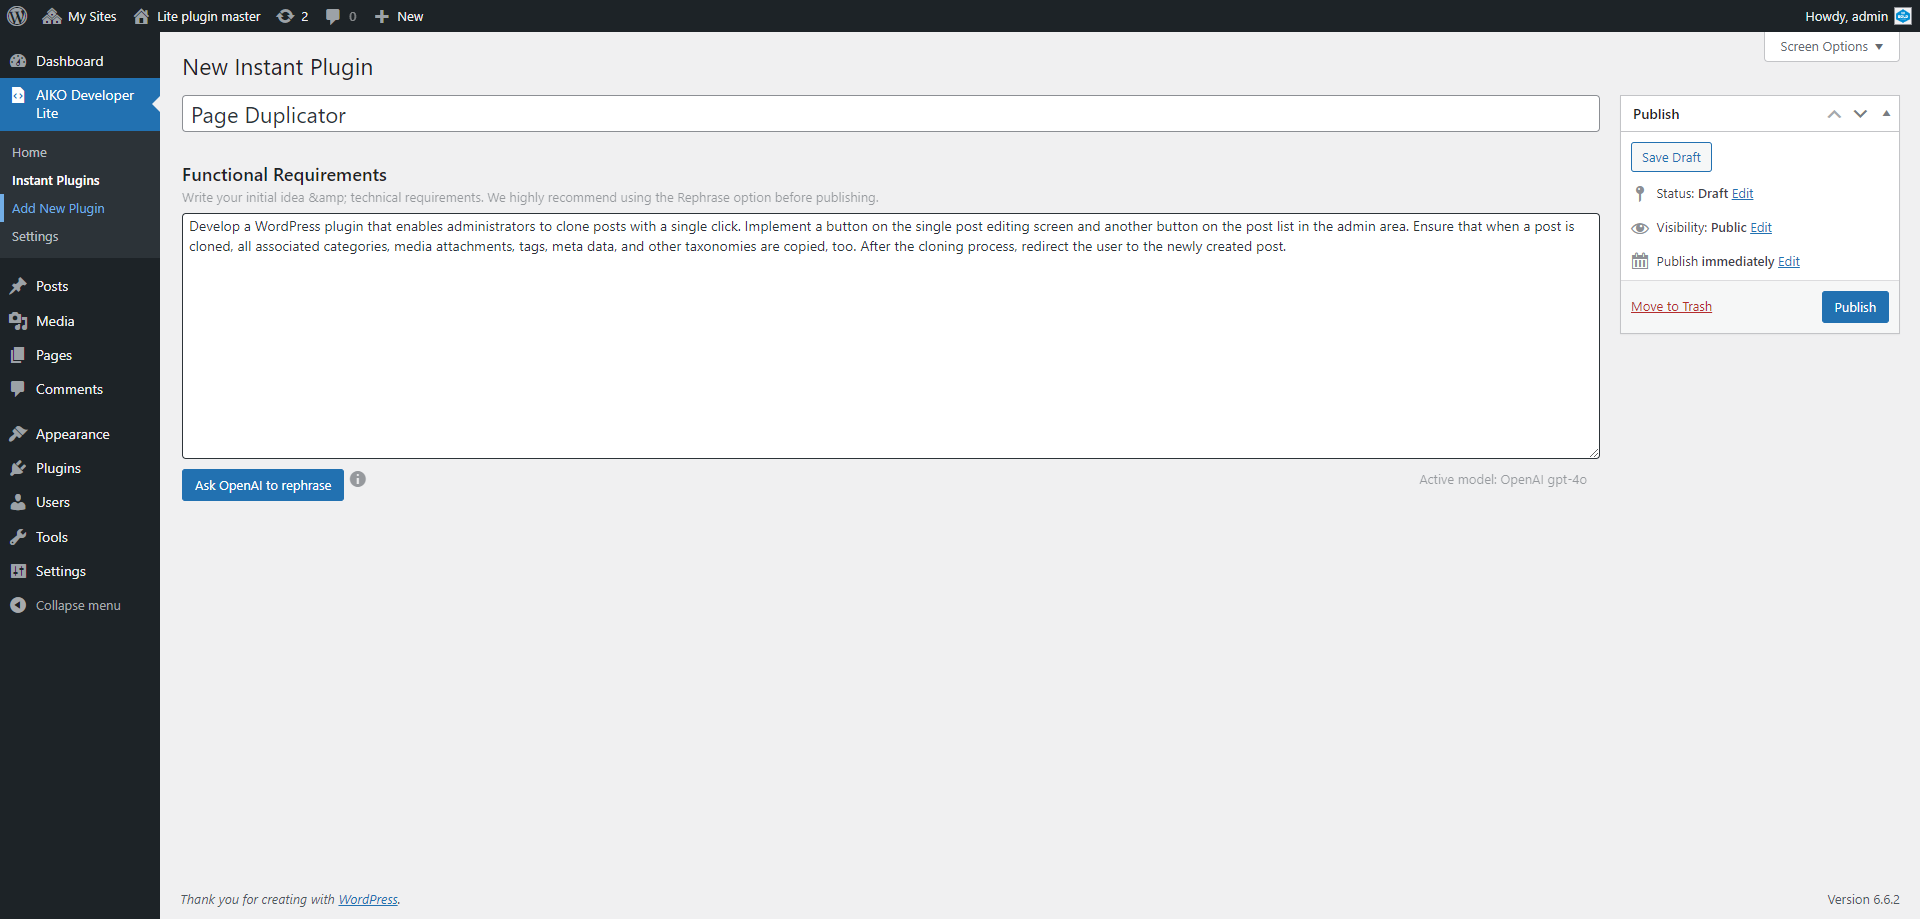 My Sites Lite plugin master 2 0 New Howdy, admin
Screen Options
Dashboard
AIKO Developer
Lite
Home
Instant Plugins
Add New Plugin
Settings
Posts
Media
Pages
Comments
Appearance
Plugins
Users
Tools
Settings
Collapse menu
New Instant Plugin
Page Duplicator
Functional Requirements
Write your initial idea &amp; technical requirements. We highly recommend using the Rephrase option before publishing.
Develop a WordPress plugin that enables administrators to clone posts with a single click. Implement a button on the single post editing screen and another button on the post list in the admin area. Ensure that when a post is
cloned, all associated categories, media attachments, tags, meta data, and other taxonomies are copied, too. After the cloning process, redirect the user to the newly created post.
Ask OpenAI to rephrase
Active model: OpenAI gpt-4o
Publish
Save Draft
Status: Draft Edit
Visibility: Public Edit
Publish immediately Edit
Move to Trash Publish
Thank you for creating with WordPress.
Version 6.6.2